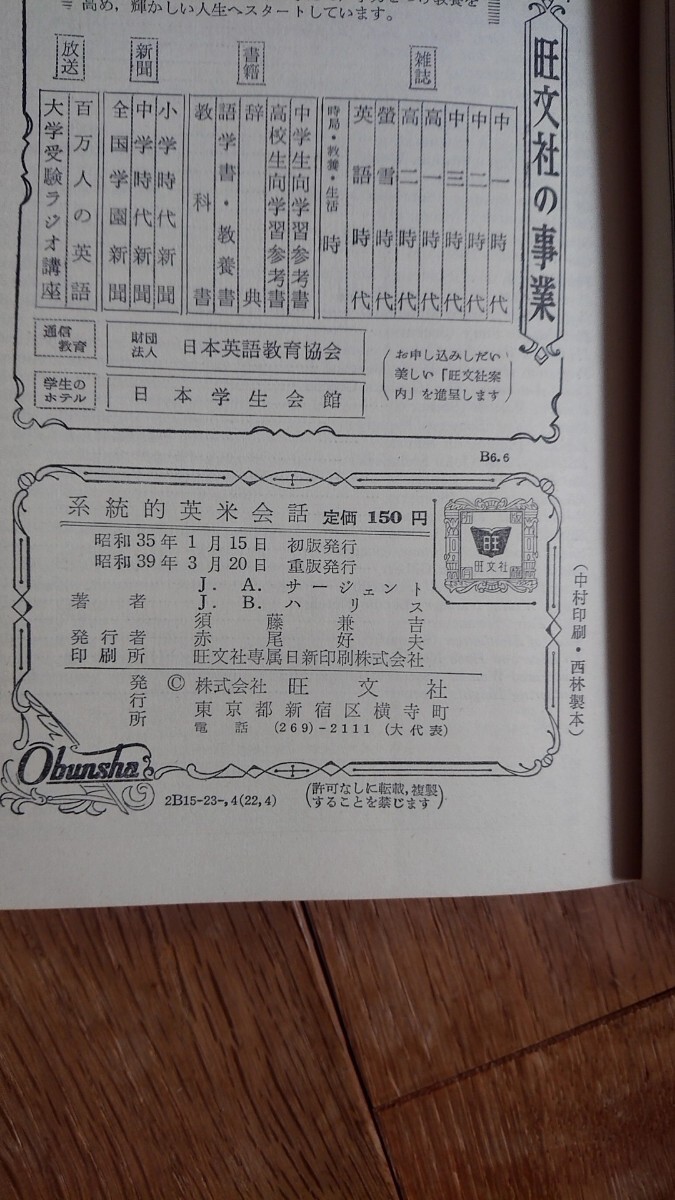 高め，輝かしい人生へスタートしています。
旺文社の事業
雑誌
中一時代
中二時代
中三時代
高一時代
高二時代
螢雪時代
英語時代
時局・教養・生活 時
書籍
中学生向学習参考書
高校生向学習参考書
辞典
語学書・教養書
教科書
新聞
小学時代新聞
中学時代新聞
全国学園新聞
放送
百万人の英語
大学受験ラジオ講座
通信教育
財団法人 日本英語教育協会
学生のホテル
日本学生会館
お申し込みしだい
美しい「旺文社案
内」を進呈します
B6.6
系統的英米会話 定価 150 円
昭和35年1月15日 初版発行
昭和39年3月20日 重版発行
著者 J. A. サージェント
J. B. ハリス
須藤兼吉
発行者 赤尾好夫
印刷所 旺文社専属日新印刷株式会社
発行所 © 株式会社 旺文社
東京都新宿区横寺町
電話 (269)-2111 (大代表)
旺
旺文社
Obunsha
2B15-23-,4(22,4)
(許可なしに転載,複製
することを禁じます)
(中村印刷・西林製本)